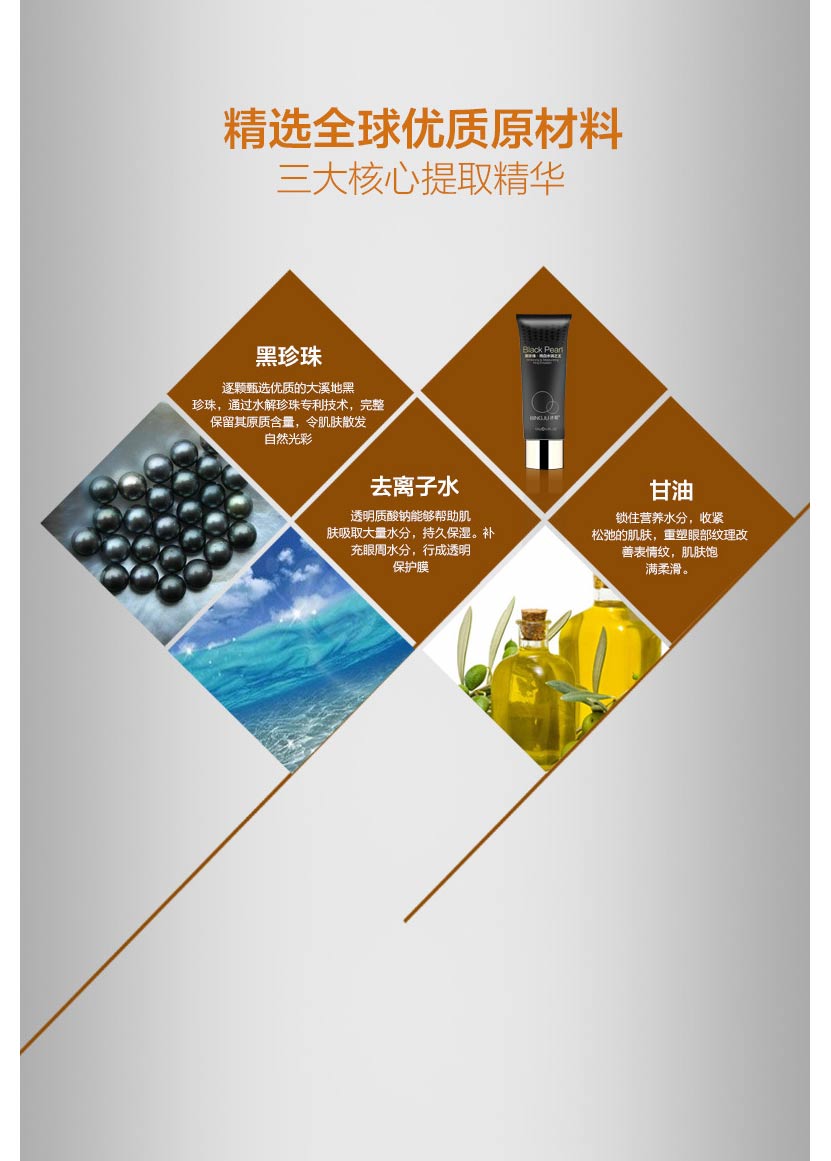 精选全球优质原材料
三大核心提取精华
黑珍珠
逐颗甄选优质的大溪地黑
珍珠，通过水解珍珠专利技术，完整
保留其原质含量，令肌肤散发
自然光彩
Black Pearl
BINGJU
去离子水
透明质酸钠能够帮助肌
肤吸取大量水分，持久保湿。补
充眼周水分，行成透明
保护膜
甘油
锁住营养水分，收紧
松弛的肌肤，重塑眼部纹理改
善表情纹，肌肤饱
满柔滑。